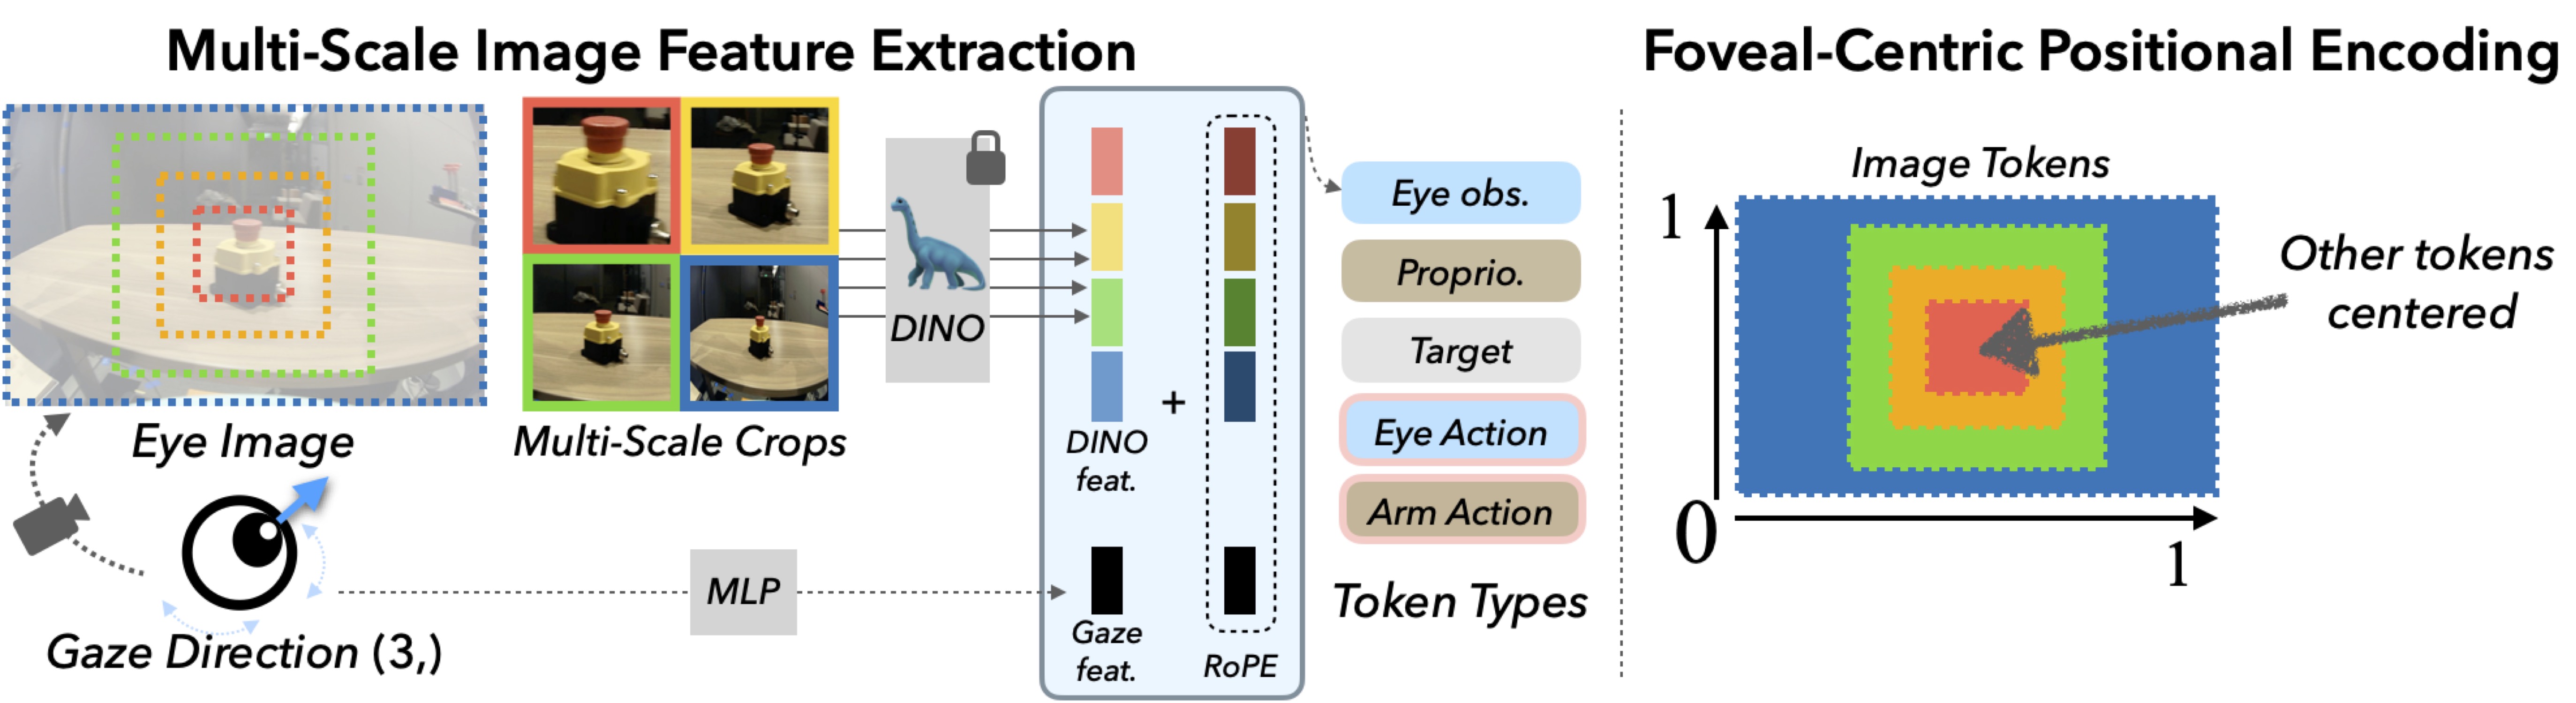 Multi-Scale Image Feature Extraction
Eye Image
Gaze Direction (3,)
Multi-Scale Crops
DINO
MLP
DINO
feat.
+
Gaze
feat.
RoPE
Eye obs.
Proprio.
Target
Eye Action
Arm Action
Token Types
Foveal-Centric Positional Encoding
Image Tokens
1
0
1
Other tokens
centered